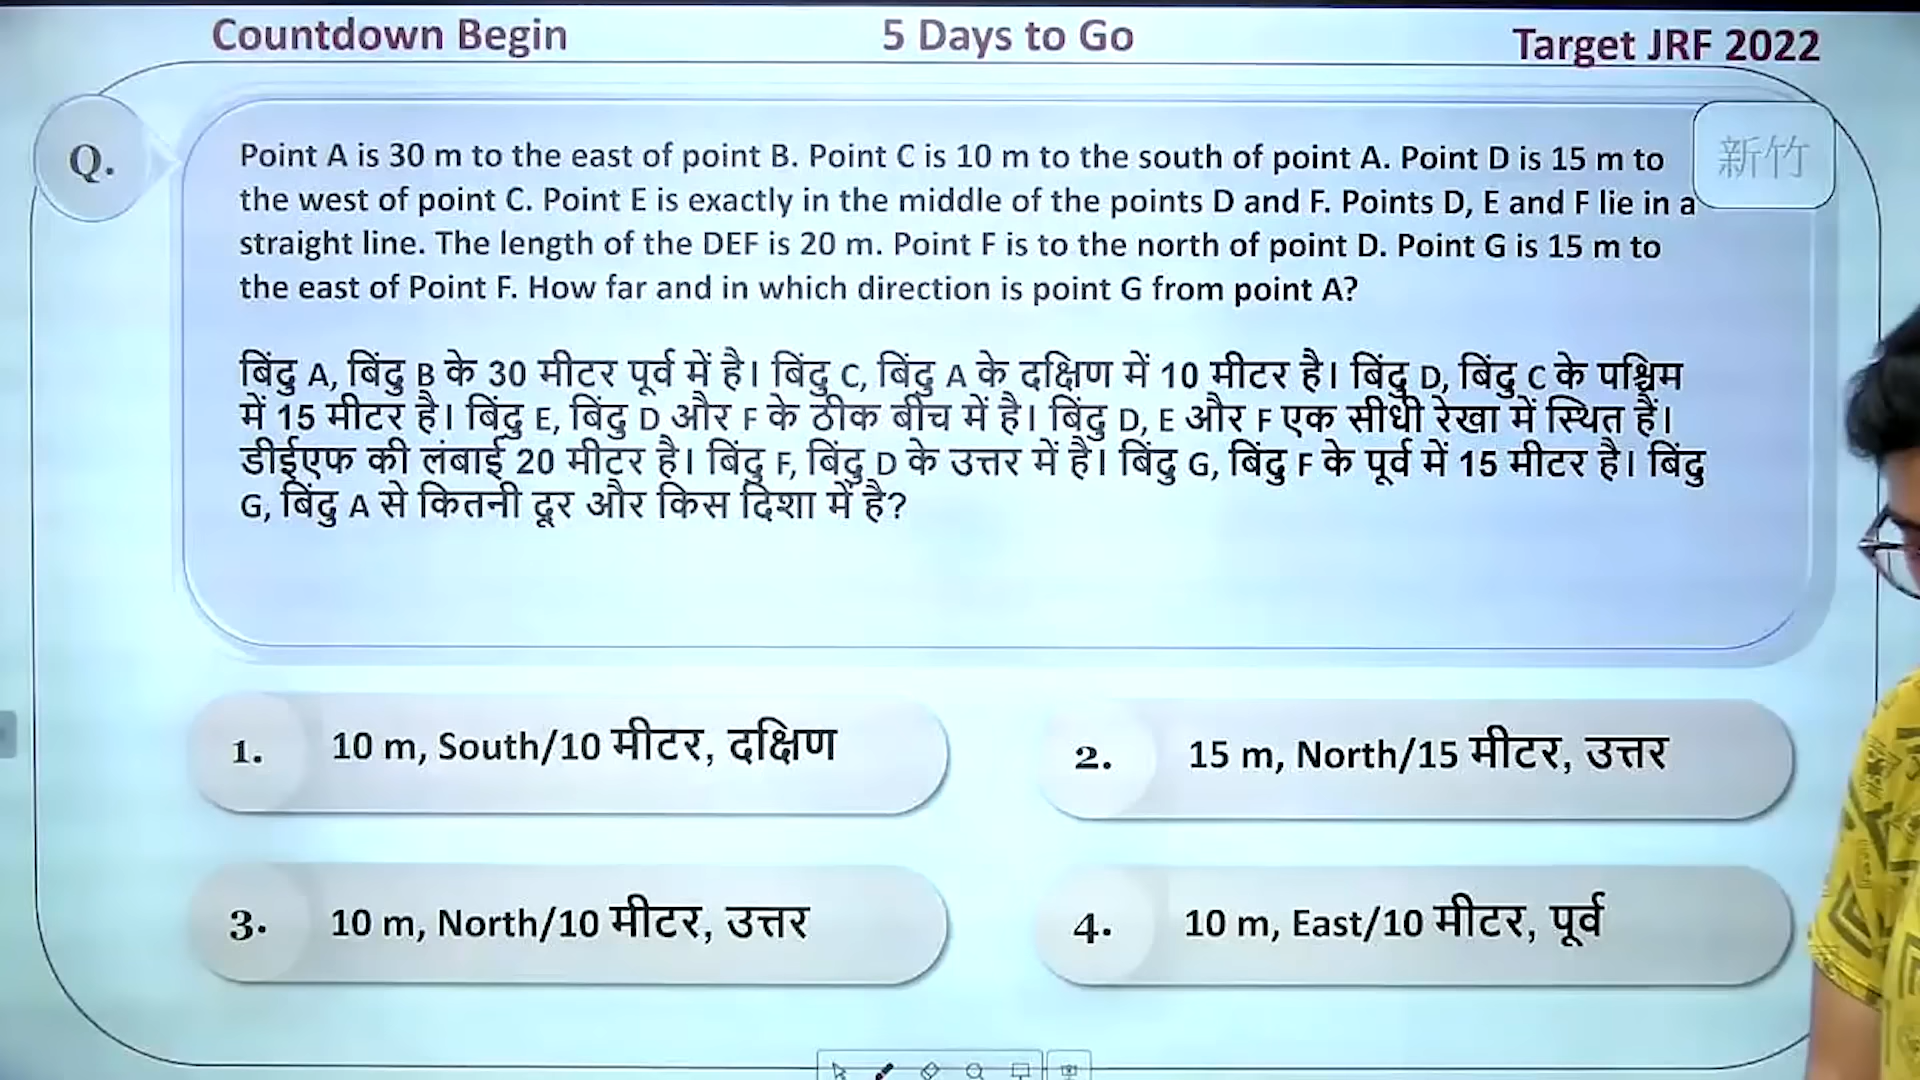 Countdown Begin
5 Days to Go
Target JRF 2022
Q.
新竹
Point A is 30 m to the east of point B. Point C is 10 m to the south of point A. Point D is 15 m to
the west of point C. Point E is exactly in the middle of the points D and F. Points D, E and F lie in a
straight line. The length of the DEF is 20 m. Point F is to the north of point D. Point G is 15 m to
the east of Point F. How far and in which direction is point G from point A?
बिंदु A, बिंदु B के 30 मीटर पूर्व में है। बिंदु C, बिंदु A के दक्षिण में 10 मीटर है। बिंदु D, बिंदु C के पश्चिम
में 15 मीटर है। बिंदु E, बिंदु D और F के ठीक बीच में है। बिंदु D, E और F एक सीधी रेखा में स्थित हैं।
डीईएफ की लंबाई 20 मीटर है। बिंदु F, बिंदु D के उत्तर में है। बिंदु G, बिंदु F के पूर्व में 15 मीटर है। बिंदु
G, बिंदु A से कितनी दूर और किस दिशा में है?
1. 10 m, South/10 मीटर, दक्षिण
2. 15 m, North/15 मीटर, उत्तर
3. 10 m, North/10 मीटर, उत्तर
4. 10 m, East/10 मीटर, पूर्व